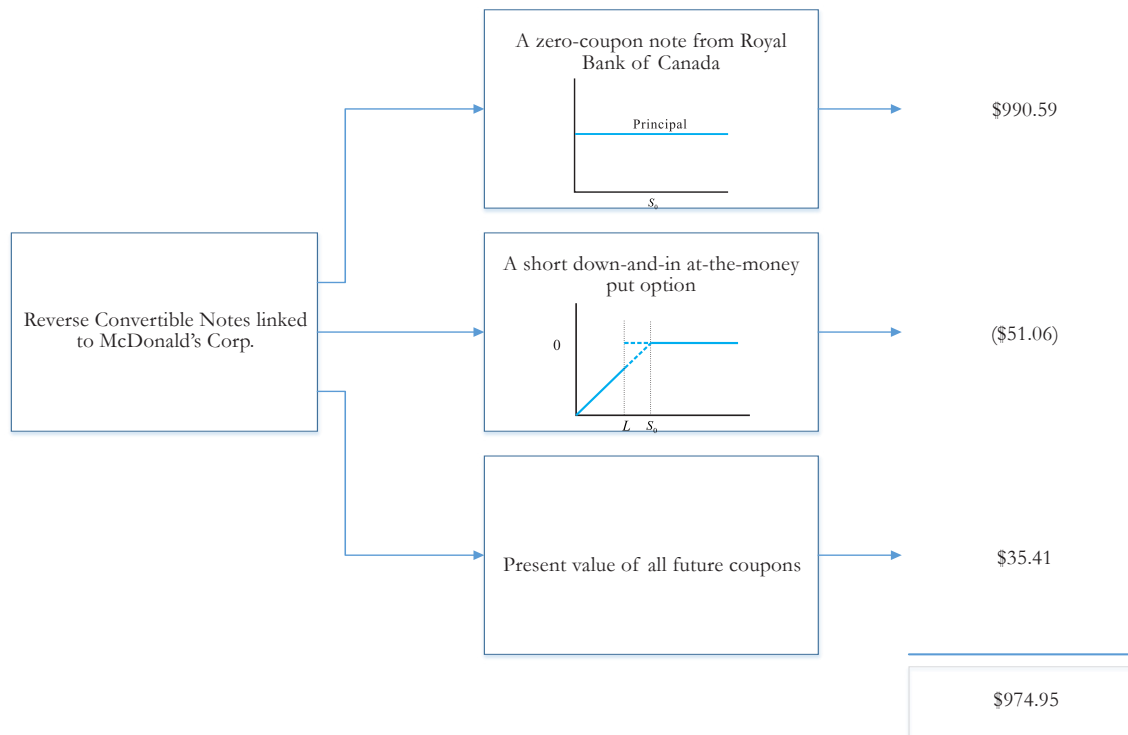 A zero-coupon note from Royal
Bank of Canada
Principal
S₀
$990.59
Reverse Convertible Notes linked
to McDonald's Corp.
A short down-and-in at-the-money
put option
0
L S₀
($51.06)
Present value of all future coupons
$35.41
$974.95